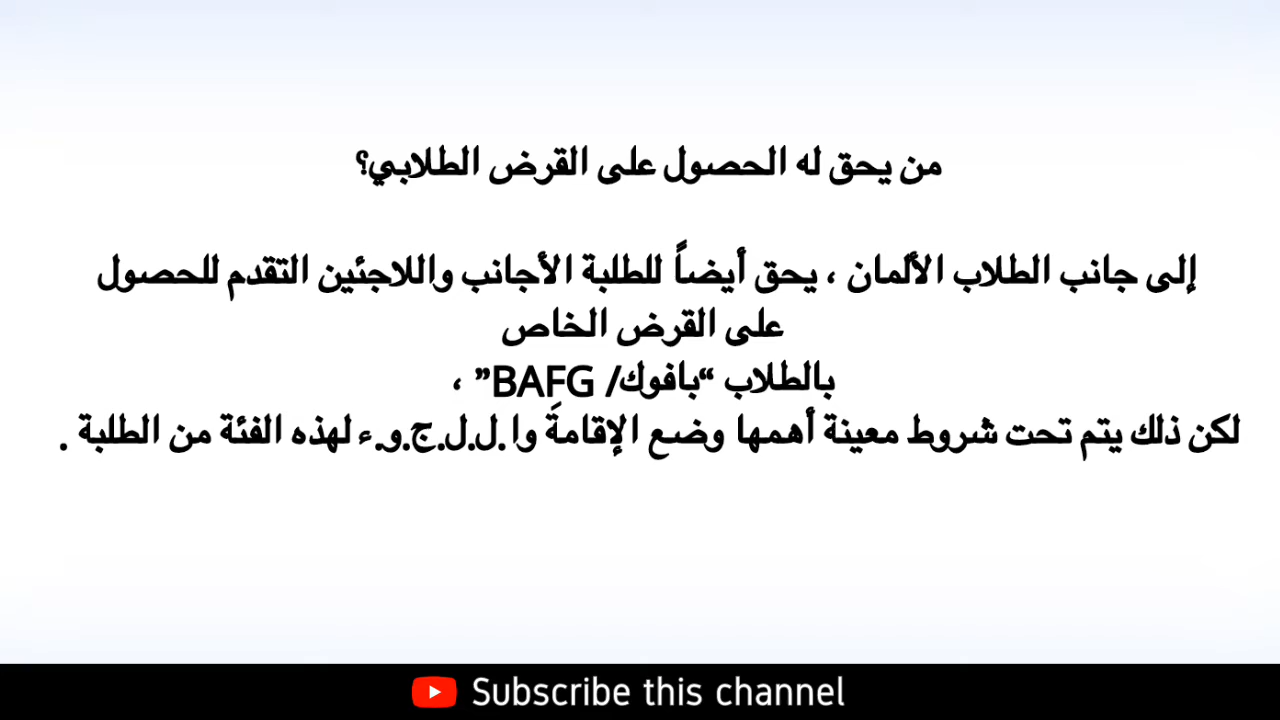 من يحق له الحصول على القرض الطلابي؟
إلى جانب الطلاب الألمان ، يحق أيضاً للطلبة الأجانب واللاجئين التقدم للحصول
على القرض الخاص
بالطلاب “بافوك/ BAFG” ،
لكن ذلك يتم تحت شروط معينة أهمها وضع الإقامةَ وا.ل.ل.ج.و.ء لهذه الفئة من الطلبة .
Subscribe this channel